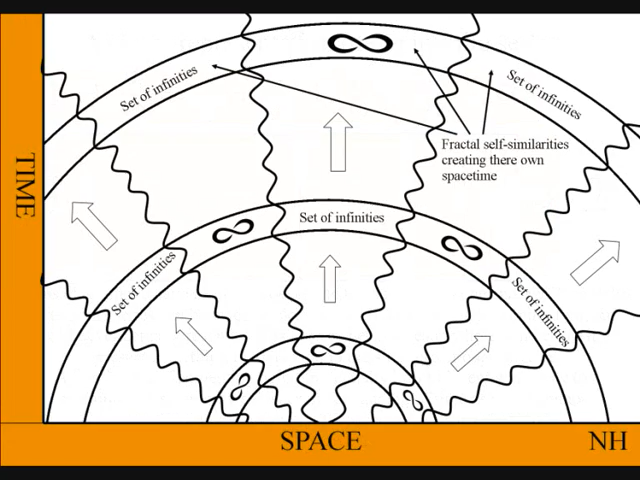 ∞
Set of infinities
Set of infinities
Fractal self-similarities
creating there own
spacetime
TIME
∞
Set of infinities
∞
Set of infinities
Set of infinities
∞
∞
∞
SPACE
NH